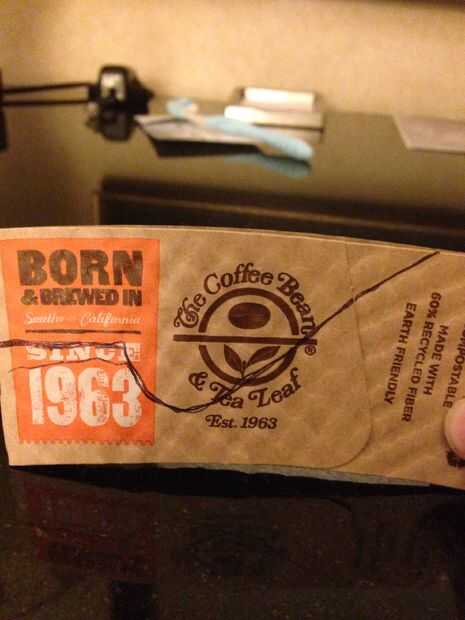 BORN
& BREWED IN
Southern California
SINCE
1963
The Coffee Bean
®
& Tea Leaf
Est. 1963
MADE WITH
60% RECYCLED FIBER
EARTH FRIENDLY